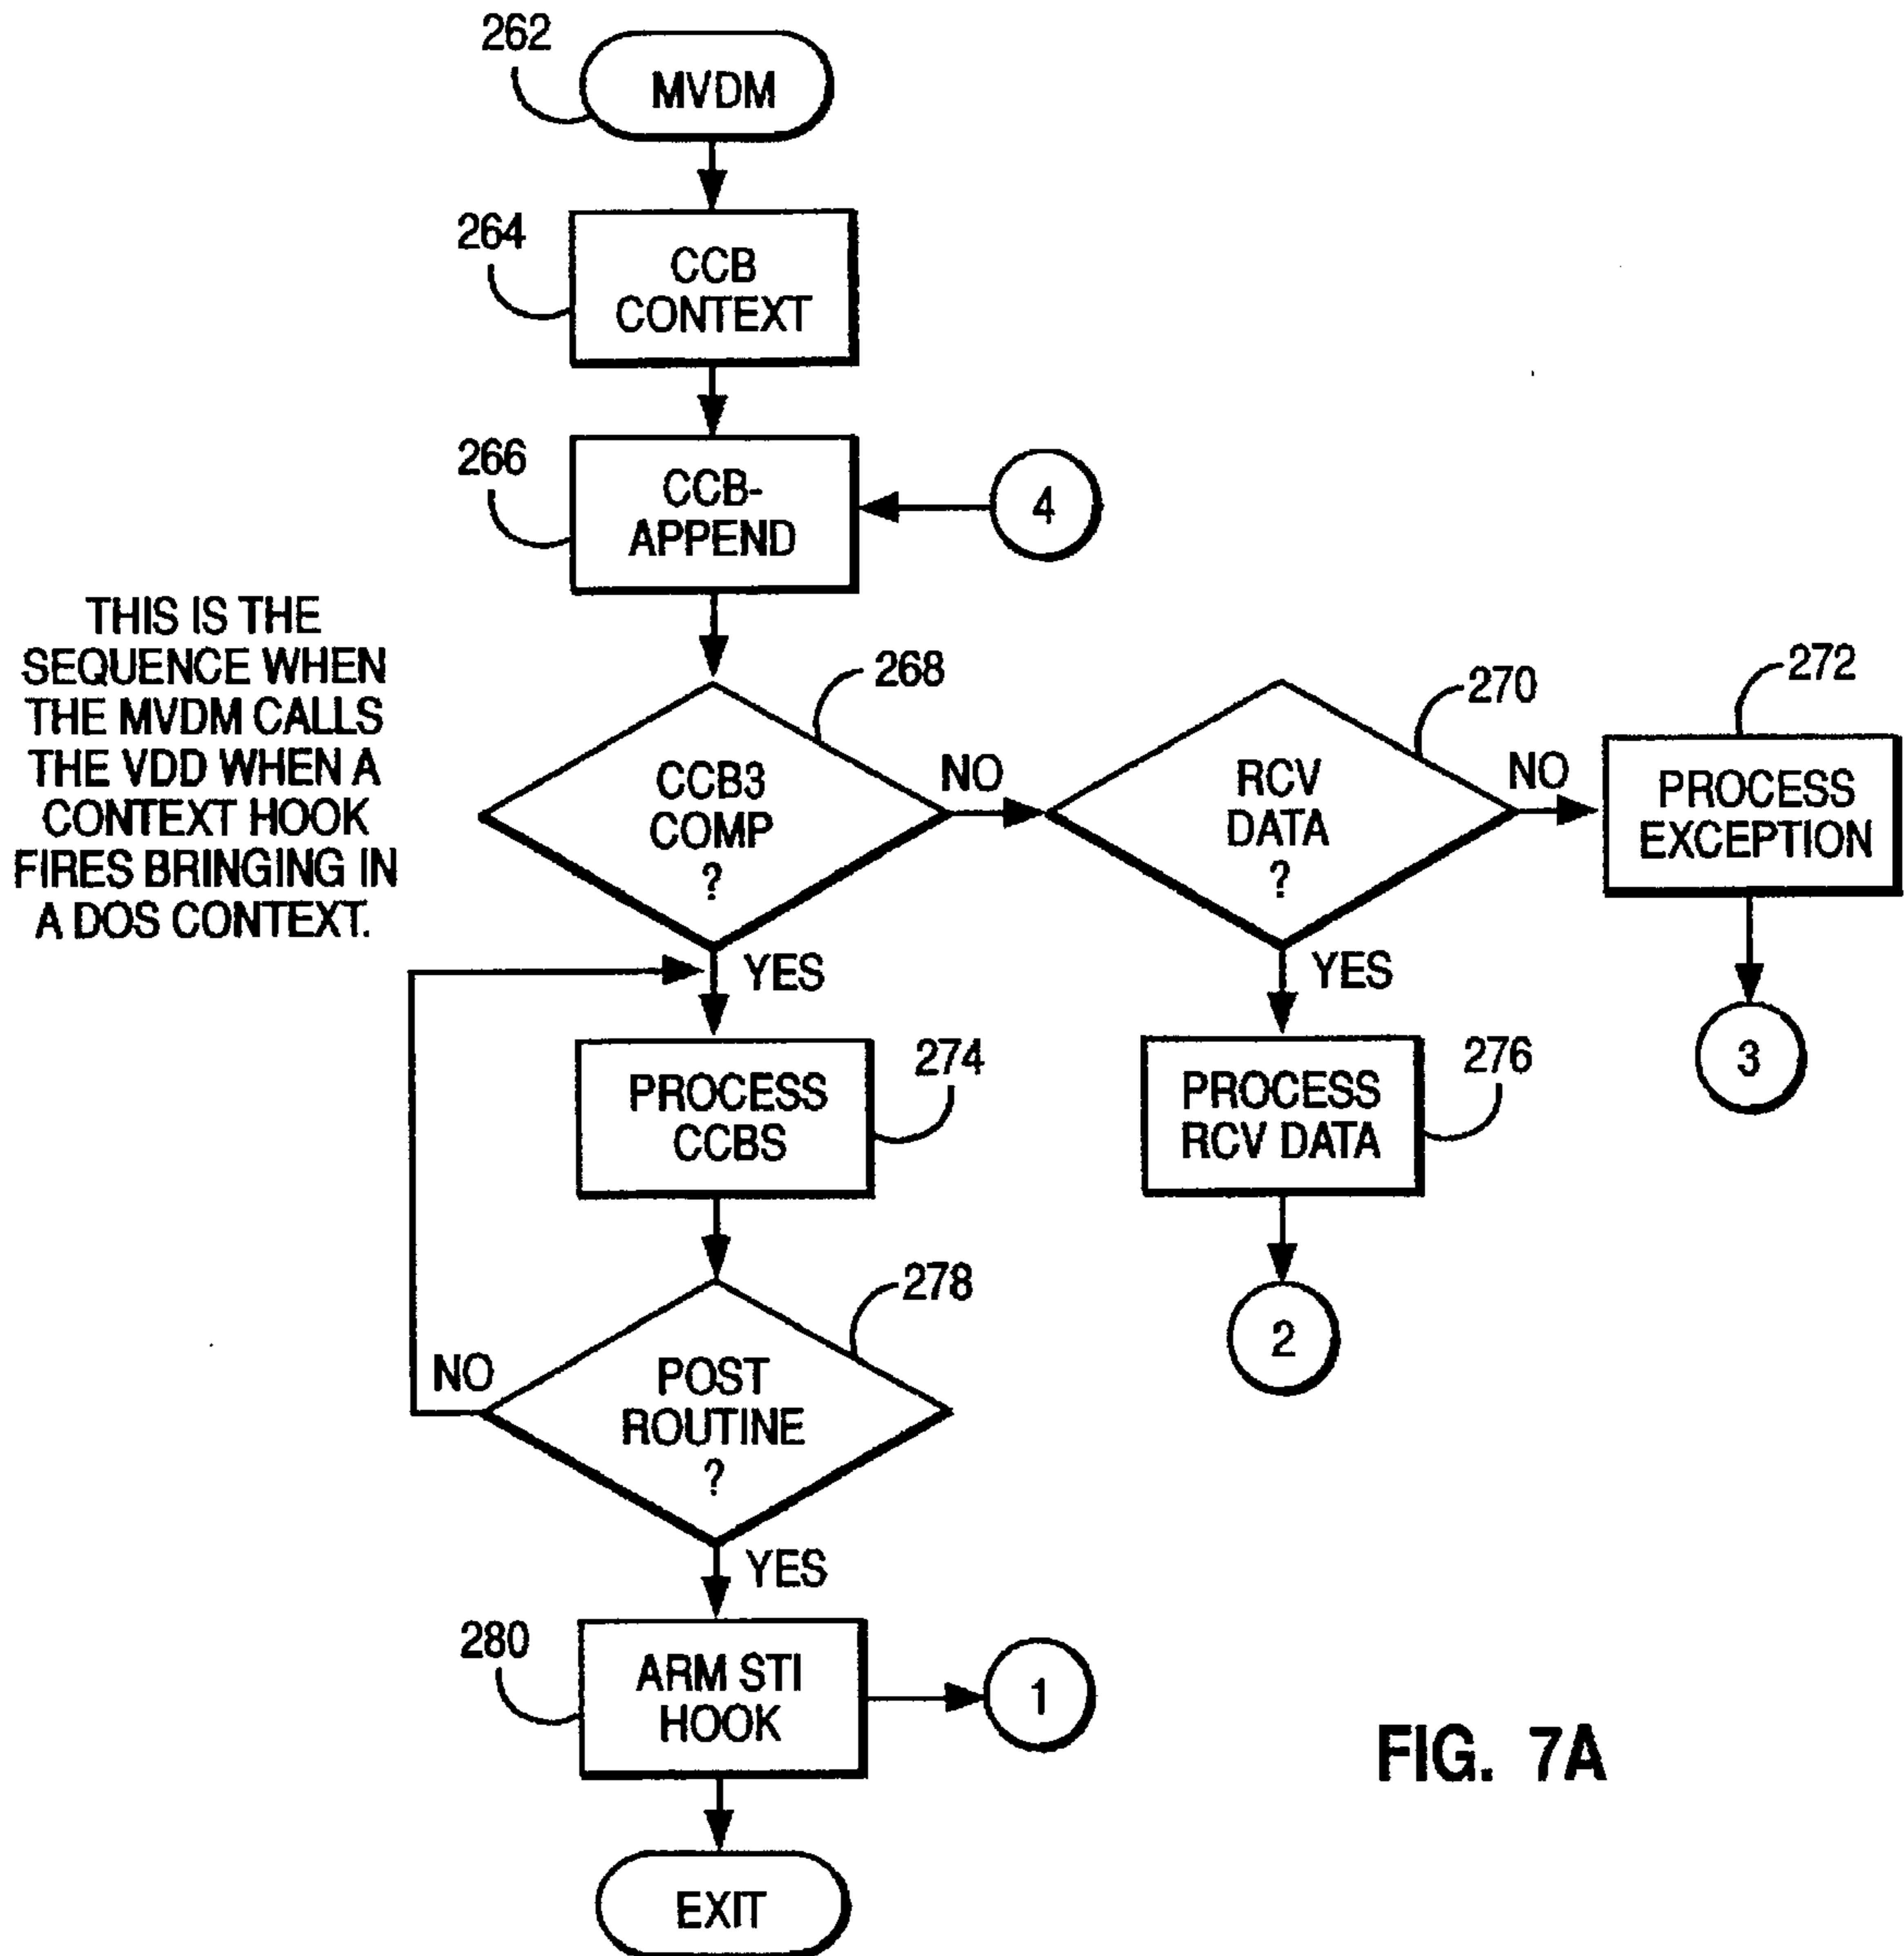 262
MVDM
264
CCB
CONTEXT
266
CCB-
APPEND
4
THIS IS THE
SEQUENCE WHEN
THE MVDM CALLS
THE VDD WHEN A
CONTEXT HOOK
FIRES BRINGING IN
A DOS CONTEXT.
268
CCB3
COMP
?
NO
270
RCV
DATA
?
NO
272
PROCESS
EXCEPTION
3
YES
274
PROCESS
CCBS
YES
276
PROCESS
RCV DATA
2
278
POST
ROUTINE
?
NO
YES
280
ARM STI
HOOK
1
EXIT
FIG. 7A